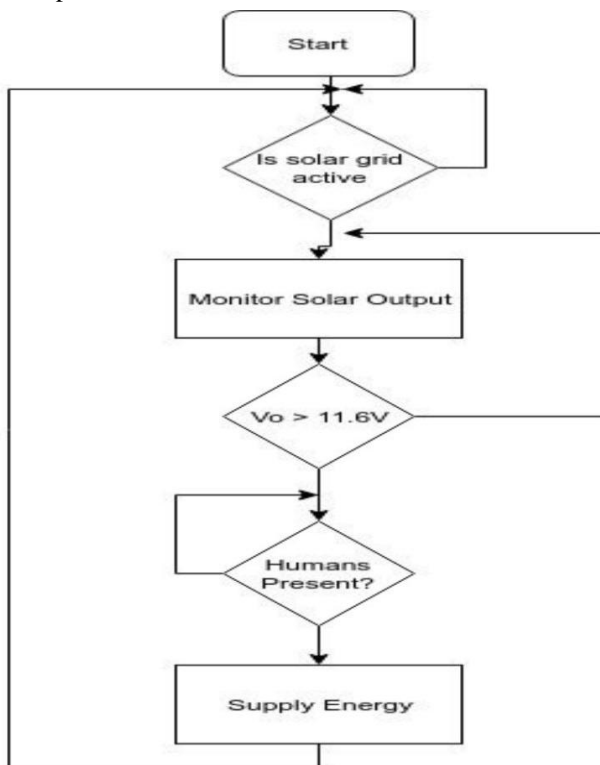 Start
Is solar grid
active
Monitor Solar Output
Vo > 11.6V
Humans
Present?
Supply Energy